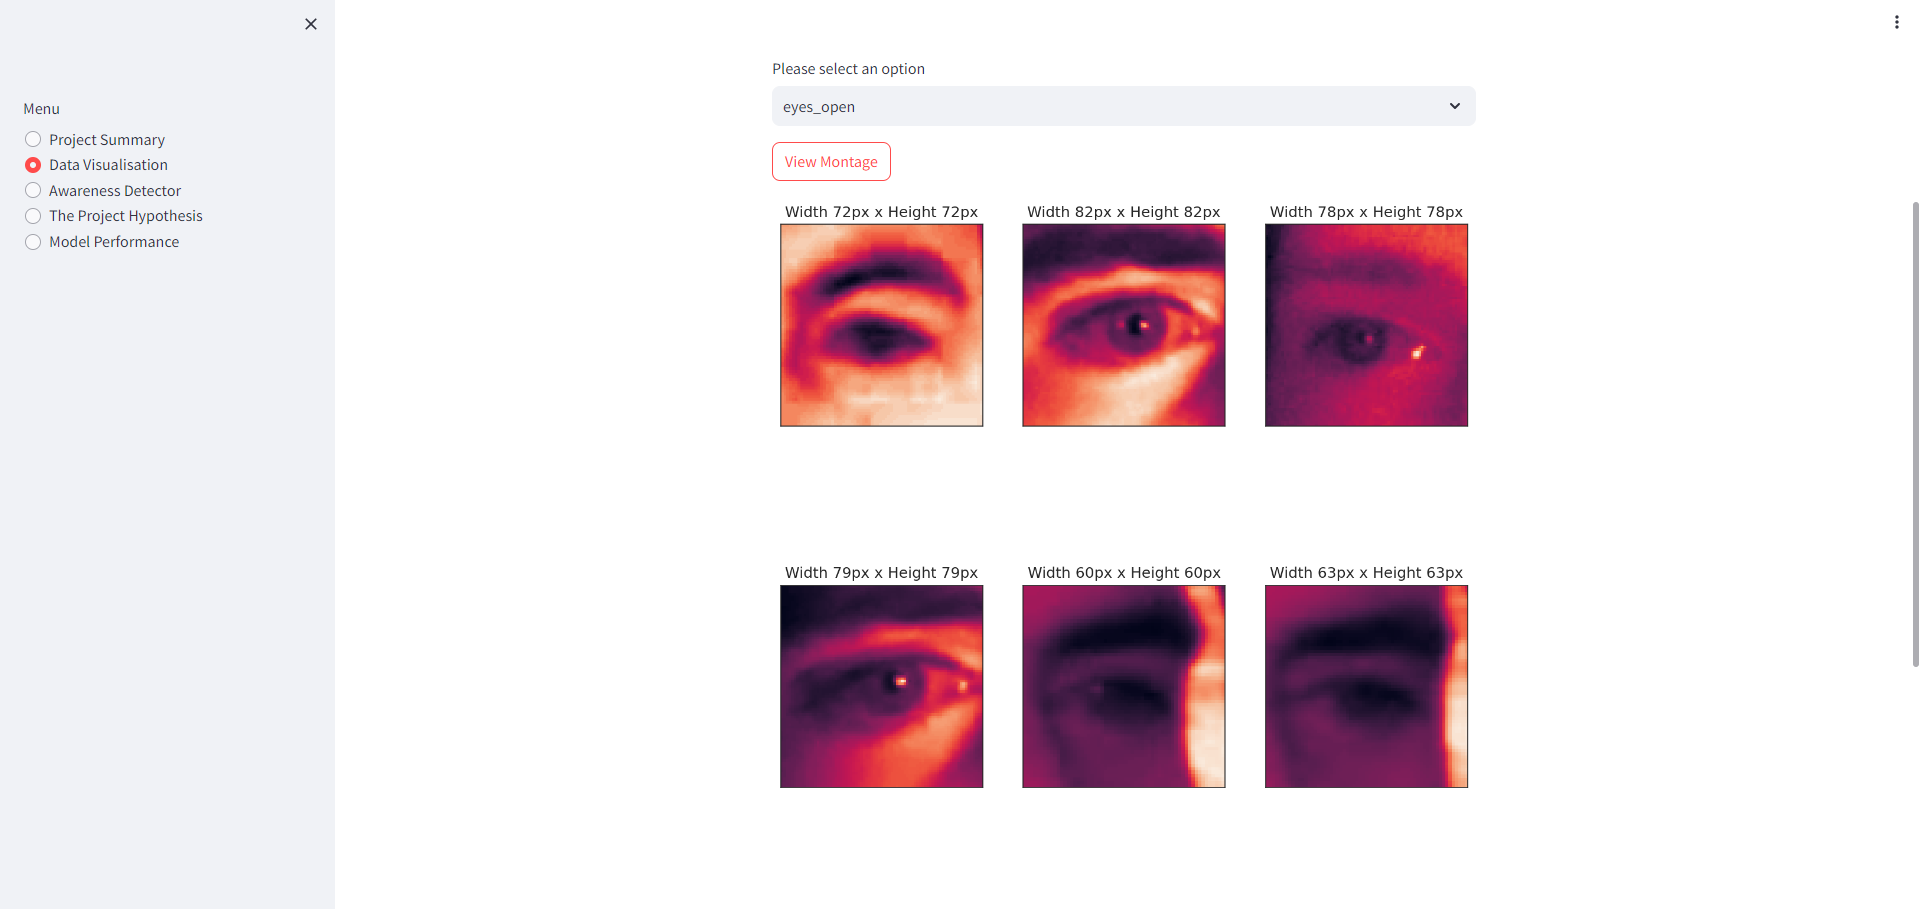 Menu
Project Summary
Data Visualisation
Awareness Detector
The Project Hypothesis
Model Performance
Please select an option
eyes_open
View Montage
Width 72px x Height 72px
Width 82px x Height 82px
Width 78px x Height 78px
Width 79px x Height 79px
Width 60px x Height 60px
Width 63px x Height 63px